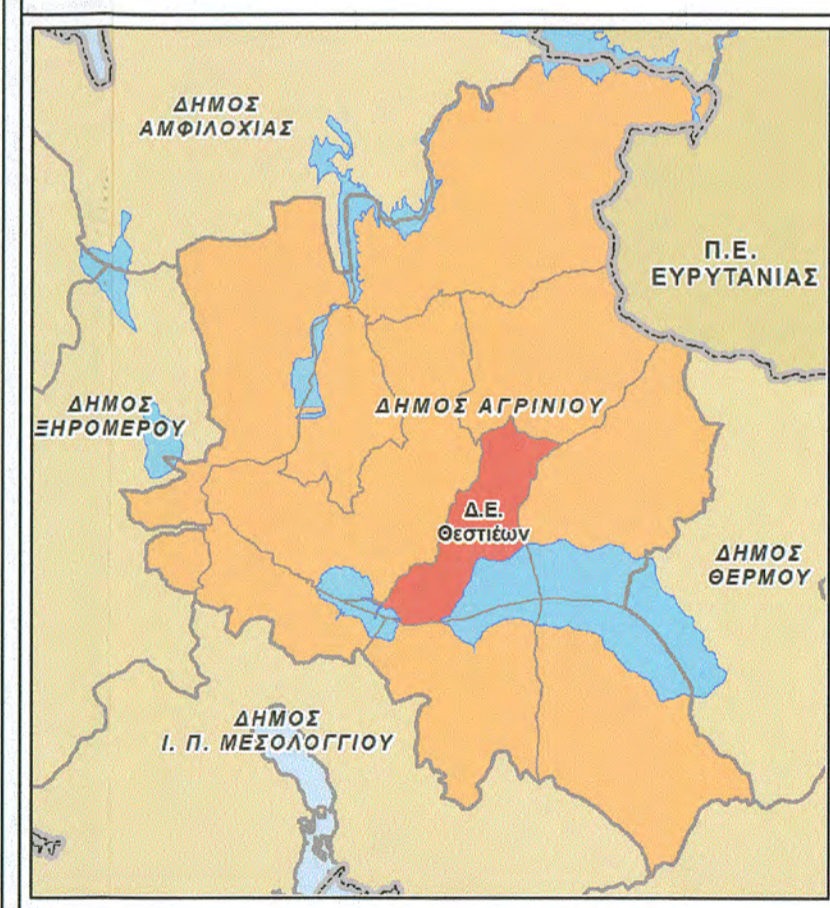 ΔΗΜΟΣ
ΑΜΦΙΛΟΧΙΑΣ
Π.Ε.
ΕΥΡΥΤΑΝΙΑΣ
ΔΗΜΟΣ
ΞΗΡΟΜΕΡΟΥ
ΔΗΜΟΣ ΑΓΡΙΝΙΟΥ
Δ.Ε.
Θεστιέων
ΔΗΜΟΣ
ΘΕΡΜΟΥ
ΔΗΜΟΣ
Ι. Π. ΜΕΣΟΛΟΓΓΙΟΥ